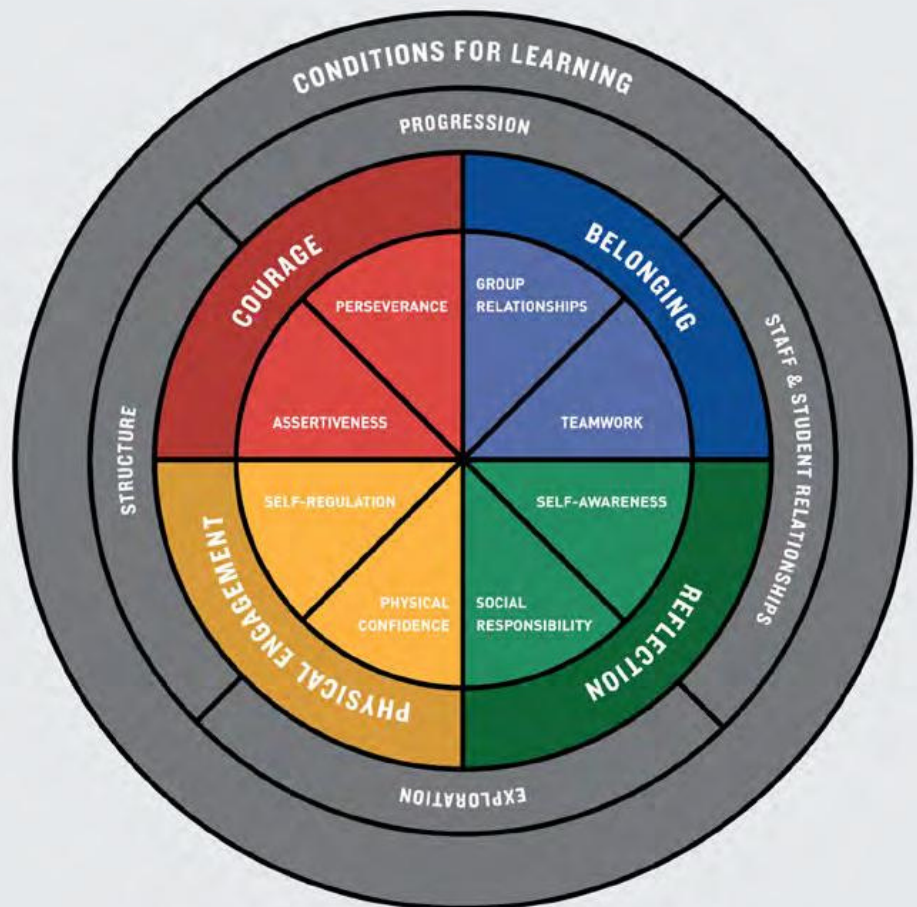 CONDITIONS FOR LEARNING
PROGRESSION
COURAGE
BELONGING
PERSEVERANCE
GROUP
RELATIONSHIPS
ASSERTIVENESS
TEAMWORK
STRUCTURE
STAFF & STUDENT RELATIONSHIPS
SELF-REGULATION
SELF-AWARENESS
PHYSICAL
CONFIDENCE
SOCIAL
RESPONSIBILITY
PHYSICAL ENGAGEMENT
REFLECTION
EXPLORATION